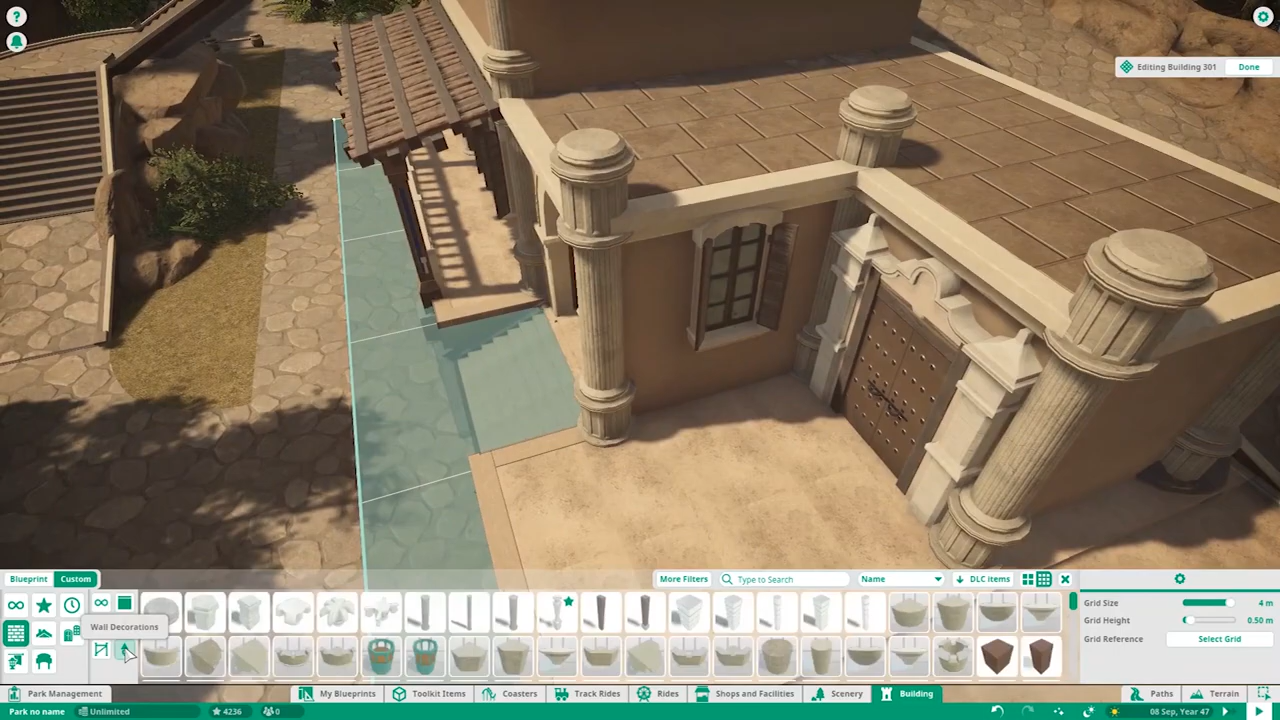 ?
Editing Building 301 Done
Blueprint Custom More Filters Type to Search Name DLC items
Wall Decorations
Grid Size 4 m
Grid Height 0.50 m
Grid Reference Select Grid
Park Management My Blueprints Toolkit Items Coasters Track Rides Rides Shops and Facilities Scenery Building Paths Terrain
Park no name Unlimited 4236 0 08 Sep, Year 47